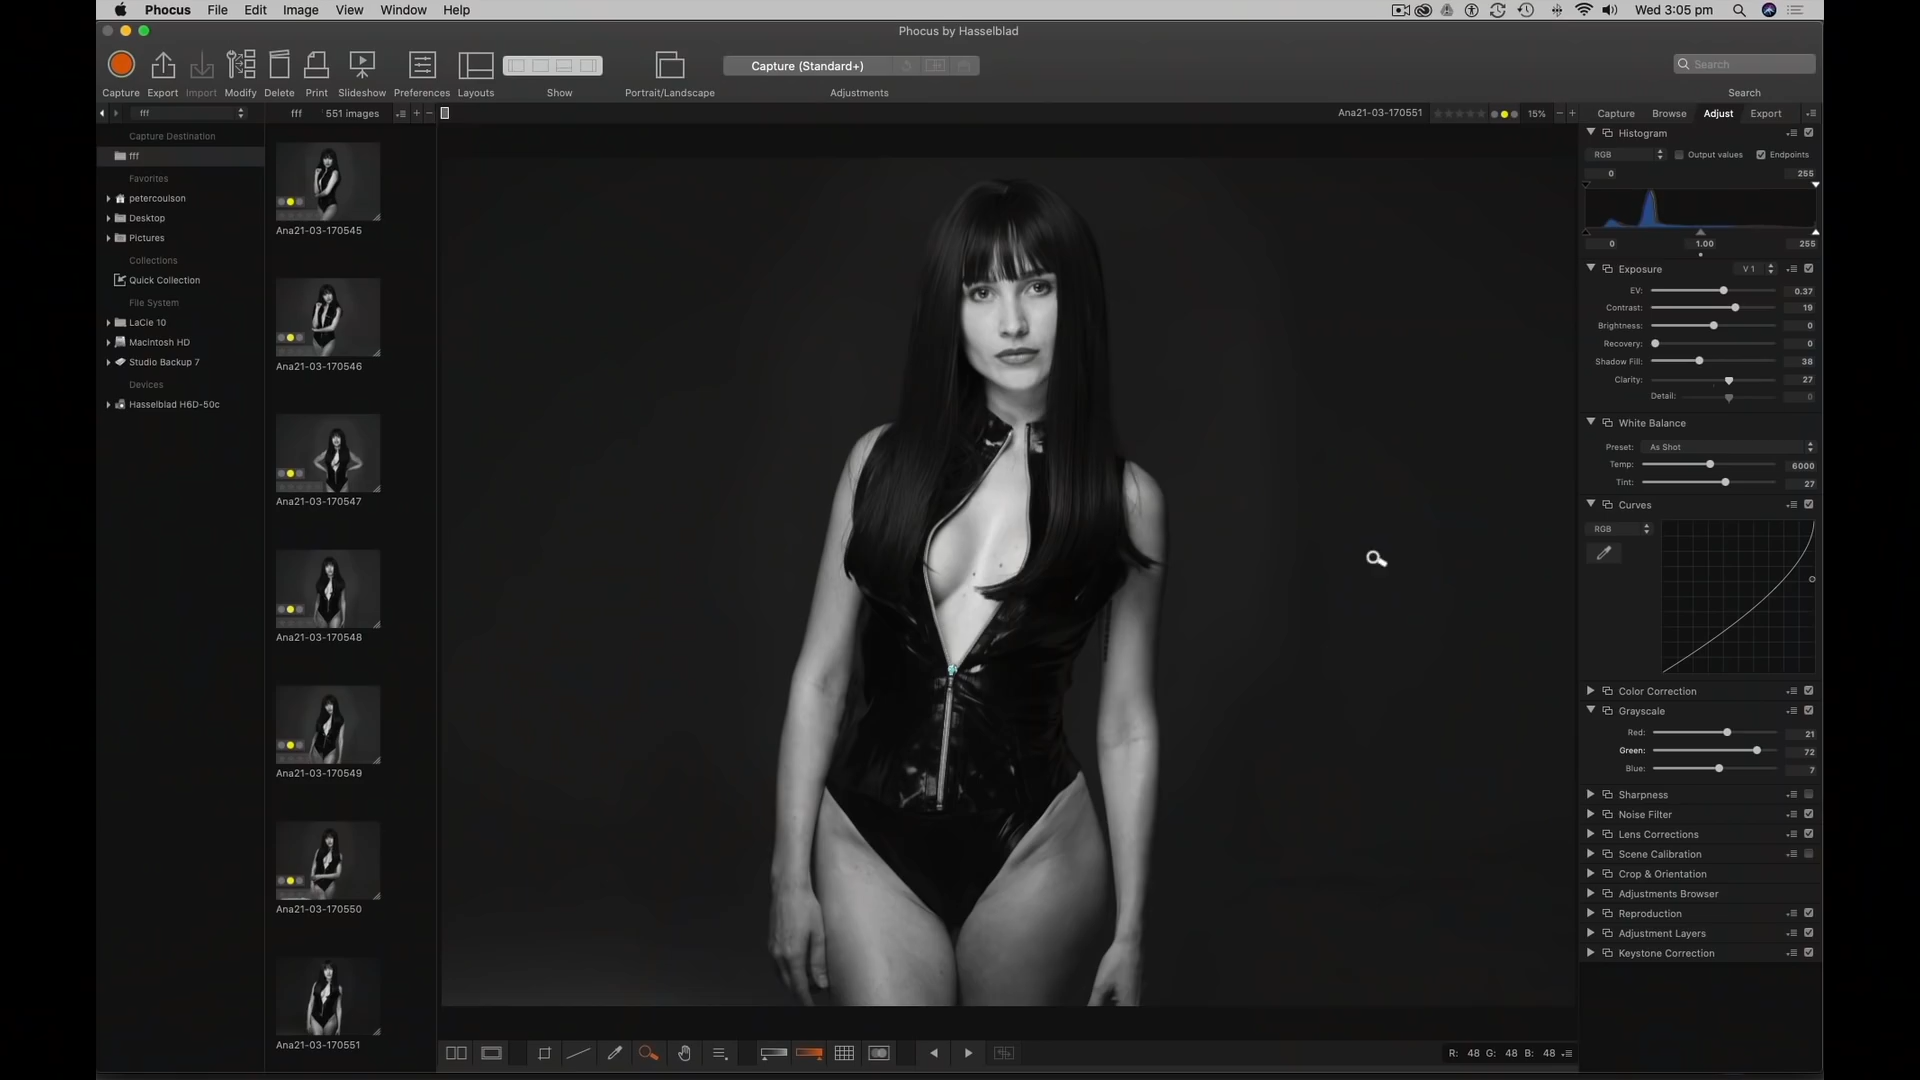 Phocus File Edit Image View Window Help Wed 3:05 pm
Phocus by Hasselblad
Capture (Standard+) Search
Capture Export Import Modify Delete Print Slideshow Preferences Layouts Show Portrait/Landscape Adjustments Search
fff fff 551 images Ana21-03-170551 15% Capture Browse Adjust Export
Capture Destination
fff
Favorites
petercoulson
Desktop
Pictures
Collections
Quick Collection
File System
LaCie 10
Macintosh HD
Studio Backup 7
Devices
Hasselblad H6D-50c
Ana21-03-170545
Ana21-03-170546
Ana21-03-170547
Ana21-03-170548
Ana21-03-170549
Ana21-03-170550
Ana21-03-170551
Histogram
RGB Output values Endpoints
0 255
0 1.00 255
Exposure V 1
EV: 0.37
Contrast: 19
Brightness: 0
Recovery: 0
Shadow Fill: 38
Clarity: 27
Detail: 0
White Balance
Preset: As Shot
Temp: 6000
Tint: 27
Curves
RGB
Color Correction
Grayscale
Red: 21
Green: 72
Blue: 7
Sharpness
Noise Filter
Lens Corrections
Scene Calibration
Crop & Orientation
Adjustments Browser
Reproduction
Adjustment Layers
Keystone Correction
R: 48 G: 48 B: 48